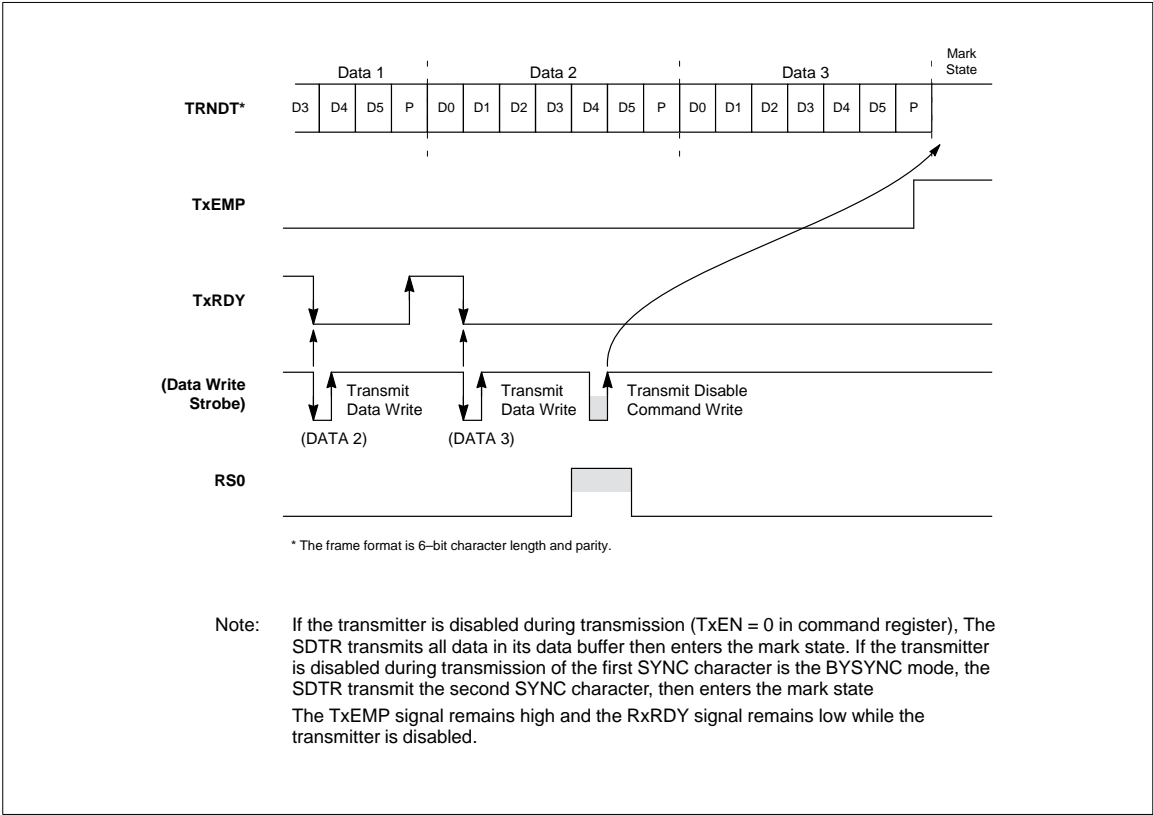 Mark
State
Data 1 Data 2 Data 3
TRNDT* D3 D4 D5 P D0 D1 D2 D3 D4 D5 P D0 D1 D2 D3 D4 D5 P
TxEMP
TxRDY
(Data Write
Strobe)
Transmit
Data Write
Transmit
Data Write
Transmit Disable
Command Write
(DATA 2) (DATA 3)
RS0
* The frame format is 6–bit character length and parity.
Note: If the transmitter is disabled during transmission (TxEN = 0 in command register), The
SDTR transmits all data in its data buffer then enters the mark state. If the transmitter
is disabled during transmission of the first SYNC character is the BYSYNC mode, the
SDTR transmit the second SYNC character, then enters the mark state
The TxEMP signal remains high and the RxRDY signal remains low while the
transmitter is disabled.